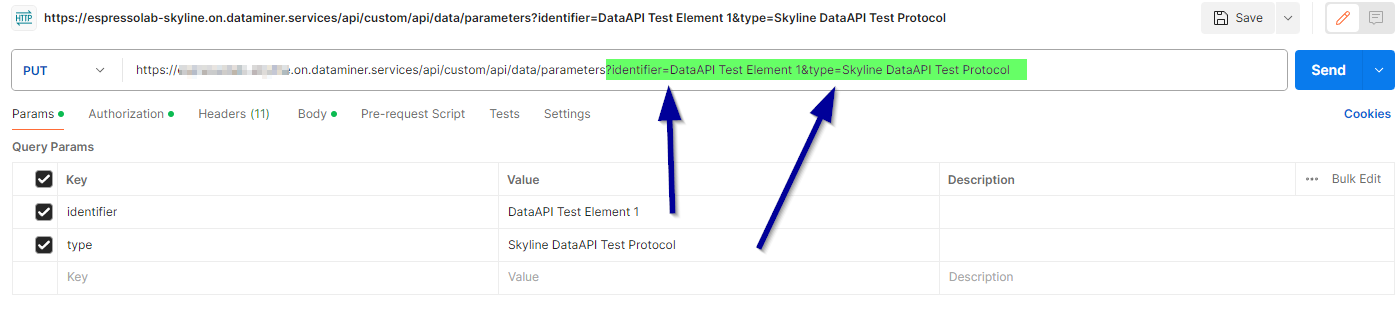 HTTP https://espressolab-skyline.on.dataminer.services/api/custom/api/data/parameters?identifier=DataAPI Test Element 1&type=Skyline DataAPI Test Protocol Save
PUT https://.on.dataminer.services/api/custom/api/data/parameters?identifier=DataAPI Test Element 1&type=Skyline DataAPI Test Protocol Send
Params Authorization Headers (11) Body Pre-request Script Tests Settings Cookies
Query Params
Key Value Description Bulk Edit
identifier DataAPI Test Element 1
type Skyline DataAPI Test Protocol
Key Value Description